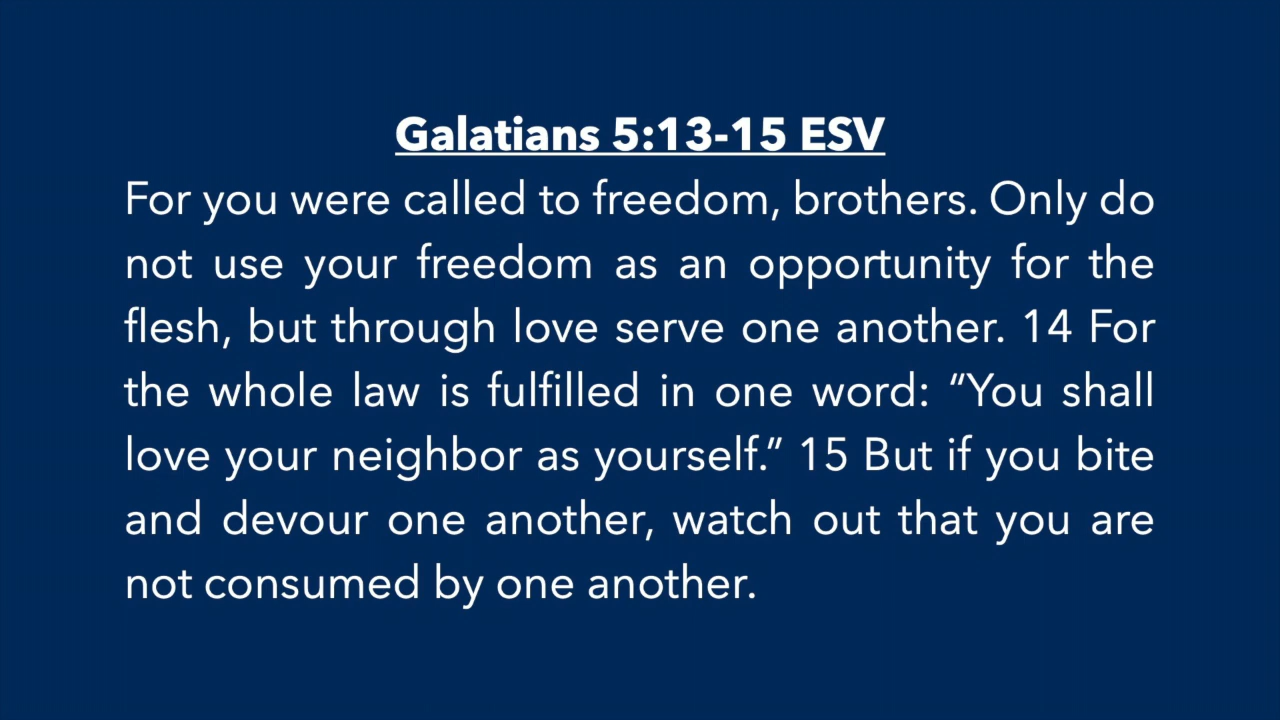 Galatians 5:13-15 ESV
For you were called to freedom, brothers. Only do
not use your freedom as an opportunity for the
flesh, but through love serve one another. 14 For
the whole law is fulfilled in one word: “You shall
love your neighbor as yourself.” 15 But if you bite
and devour one another, watch out that you are
not consumed by one another.